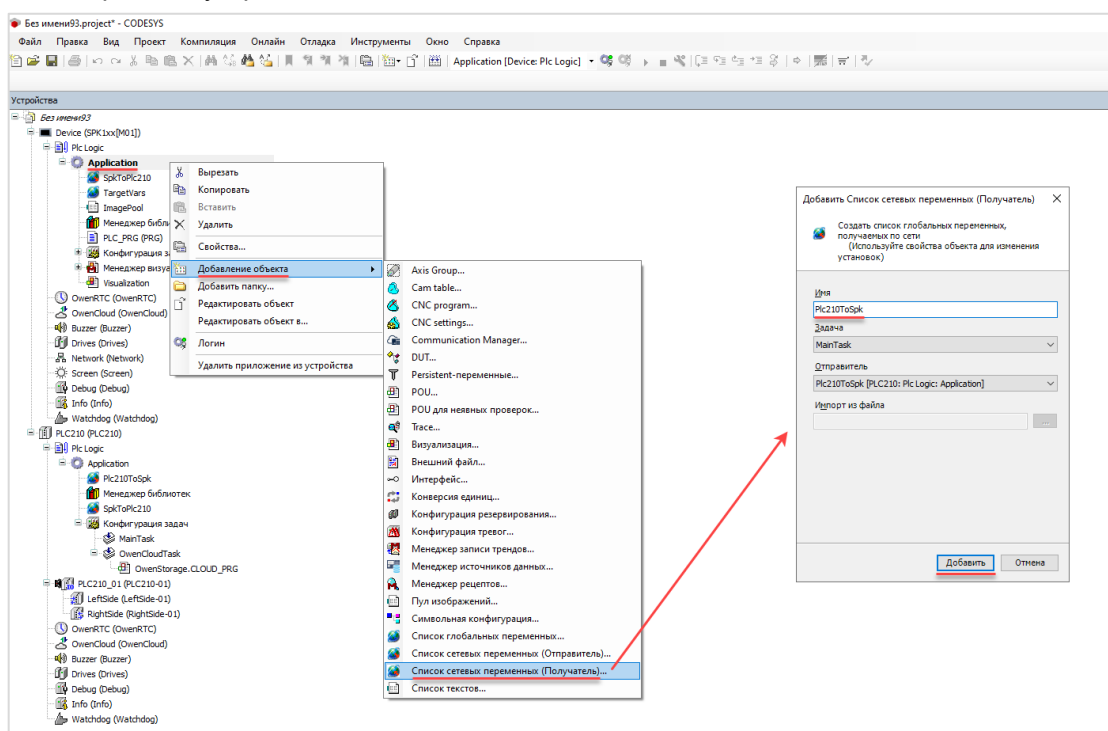 Без имени93.project* - CODESYS
Файл Правка Вид Проект Компиляция Онлайн Отладка Инструменты Окно Справка
Application [Device: Plc Logic]
Устройства
Без имени93
Device (SPK1xx[M01])
Plc Logic
Application
SpkToPlc210
TargetVars
ImagePool
Менеджер библи
PLC_PRG (PRG)
Конфигурация з
Менеджер визуа
Visualization
OwenRTC (OwenRTC)
OwenCloud (OwenCloud)
Buzzer (Buzzer)
Drives (Drives)
Network (Network)
Screen (Screen)
Debug (Debug)
Info (Info)
Watchdog (Watchdog)
PLC210 (PLC210)
Plc Logic
Application
Plc210ToSpk
Менеджер библиотек
SpkToPlc210
Конфигурация задач
MainTask
OwenCloudTask
OwenStorage.CLOUD_PRG
PLC210_01 (PLC210-01)
LeftSide (LeftSide-01)
RightSide (RightSide-01)
OwenRTC (OwenRTC)
OwenCloud (OwenCloud)
Buzzer (Buzzer)
Drives (Drives)
Debug (Debug)
Info (Info)
Watchdog (Watchdog)
Вырезать
Копировать
Вставить
Удалить
Свойства...
Добавление объекта
Добавить папку...
Редактировать объект
Редактировать объект в...
Логин
Удалить приложение из устройства
Axis Group...
Cam table...
CNC program...
CNC settings...
Communication Manager...
DUT...
Persistent-переменные...
POU...
POU для неявных проверок...
Trace...
Визуализация...
Внешний файл...
Интерфейс...
Конверсия единиц...
Конфигурация резервирования...
Конфигурация тревог...
Менеджер записи трендов...
Менеджер источников данных...
Менеджер рецептов...
Пул изображений...
Символьная конфигурация...
Список глобальных переменных...
Список сетевых переменных (Отправитель)...
Список сетевых переменных (Получатель)...
Список текстов...
Добавить Список сетевых переменных (Получатель)
Создать список глобальных переменных,
получаемых по сети
(Используйте свойства объекта для изменения
установок)
Имя
Plc210ToSpk
Задача
MainTask
Отправитель
Plc210ToSpk [PLC210: Plc Logic: Application]
Импорт из файла
...
Добавить Отмена